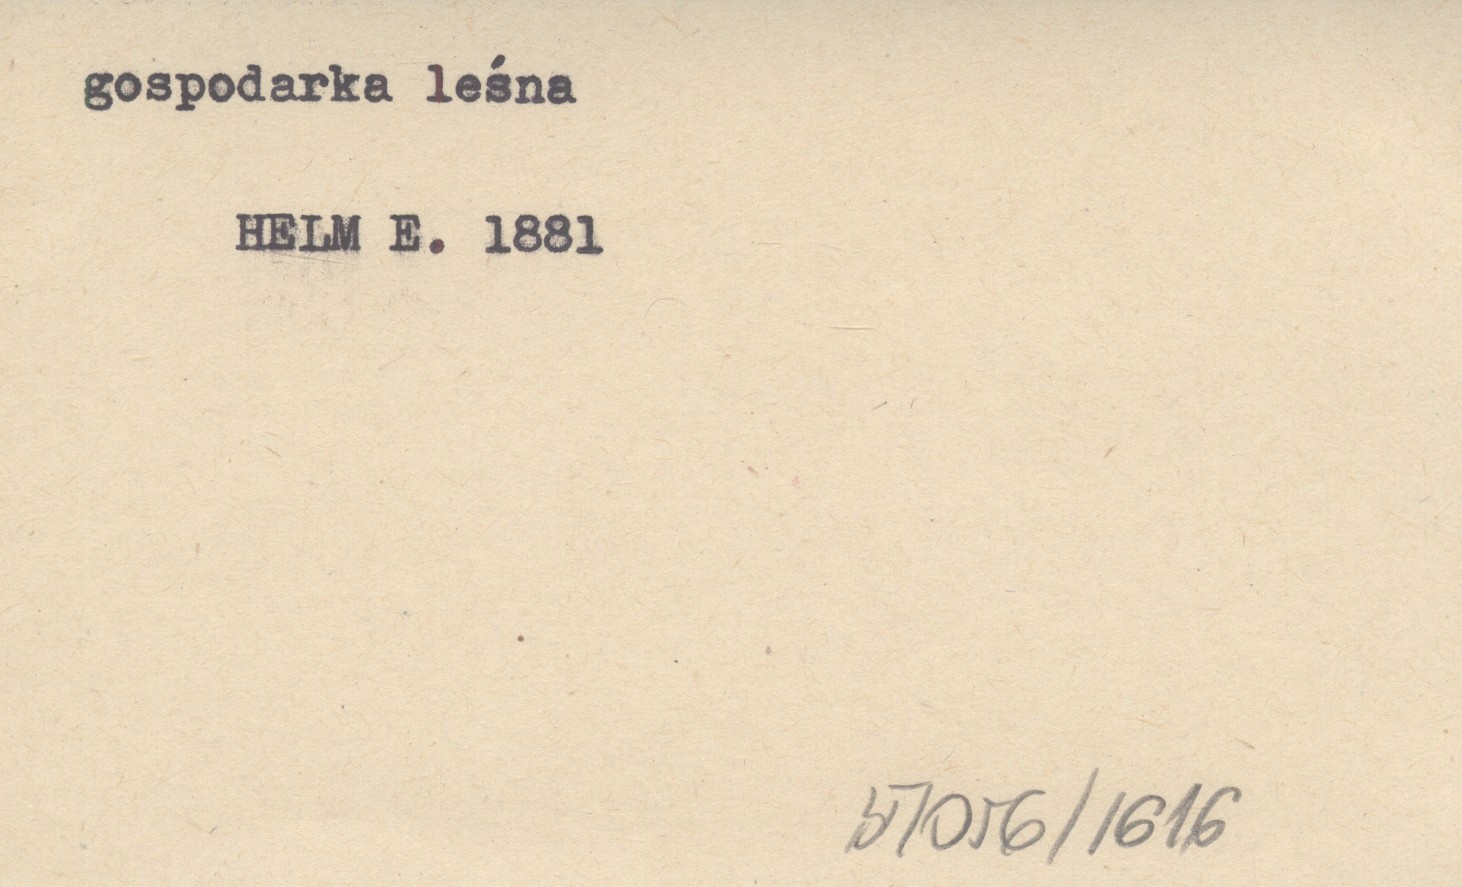 gospodarka leśna
HELM E. 1881
57056/1616